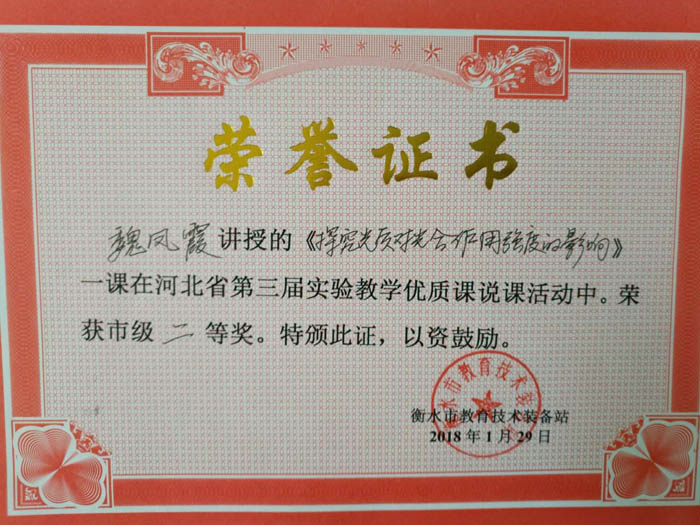 荣誉证书
魏凤霞讲授的《探究光质对光合作用强度的影响》
一课在河北省第三届实验教学优质课说课活动中。荣
获市级二等奖。特颁此证，以资鼓励。
衡水市教育技术装备站
2018年1月29日